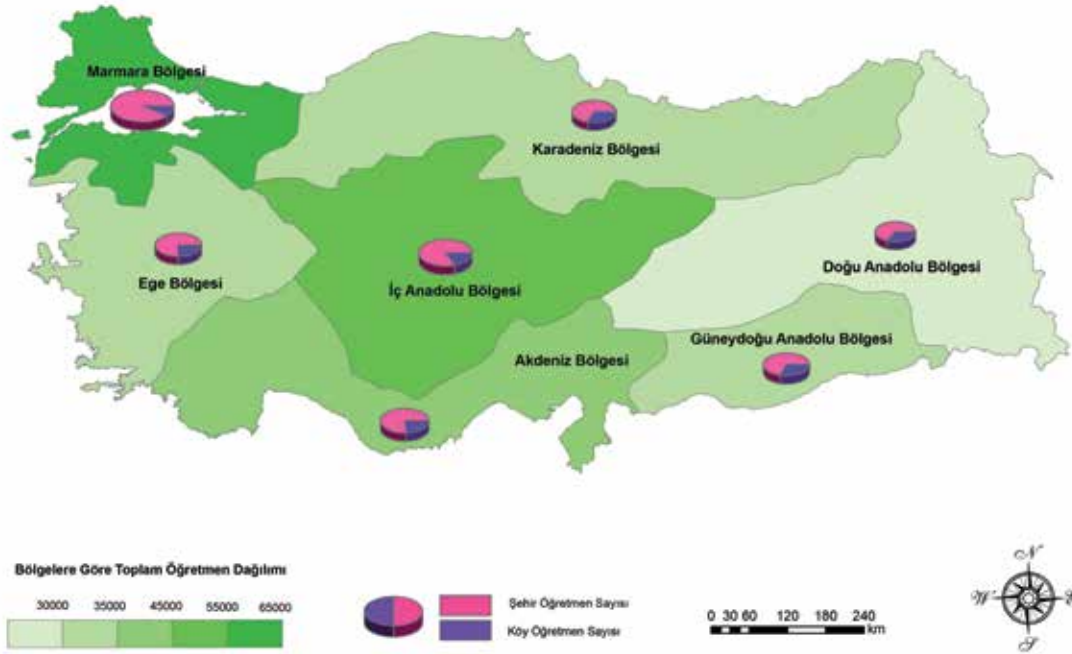 Marmara Bölgesi
Karadeniz Bölgesi
Ege Bölgesi
İç Anadolu Bölgesi
Doğu Anadolu Bölgesi
Güneydoğu Anadolu Bölgesi
Akdeniz Bölgesi
Bölgelere Göre Toplam Öğretmen Dağılımı
30000 35000 45000 55000 65000
Şehir Öğretmen Sayısı
Köy Öğretmen Sayısı
0 30 60 120 180 240
km
N
W E
S